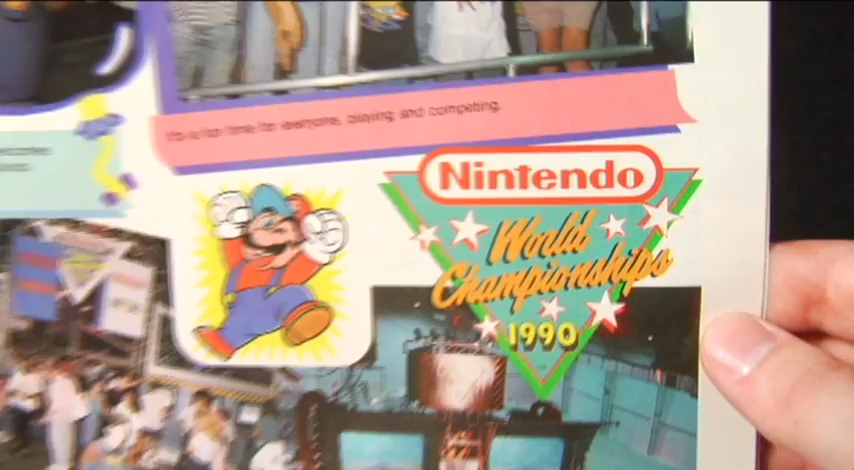 It's a fun time for everyone, playing and competing.
Nintendo
World
Championships
1990